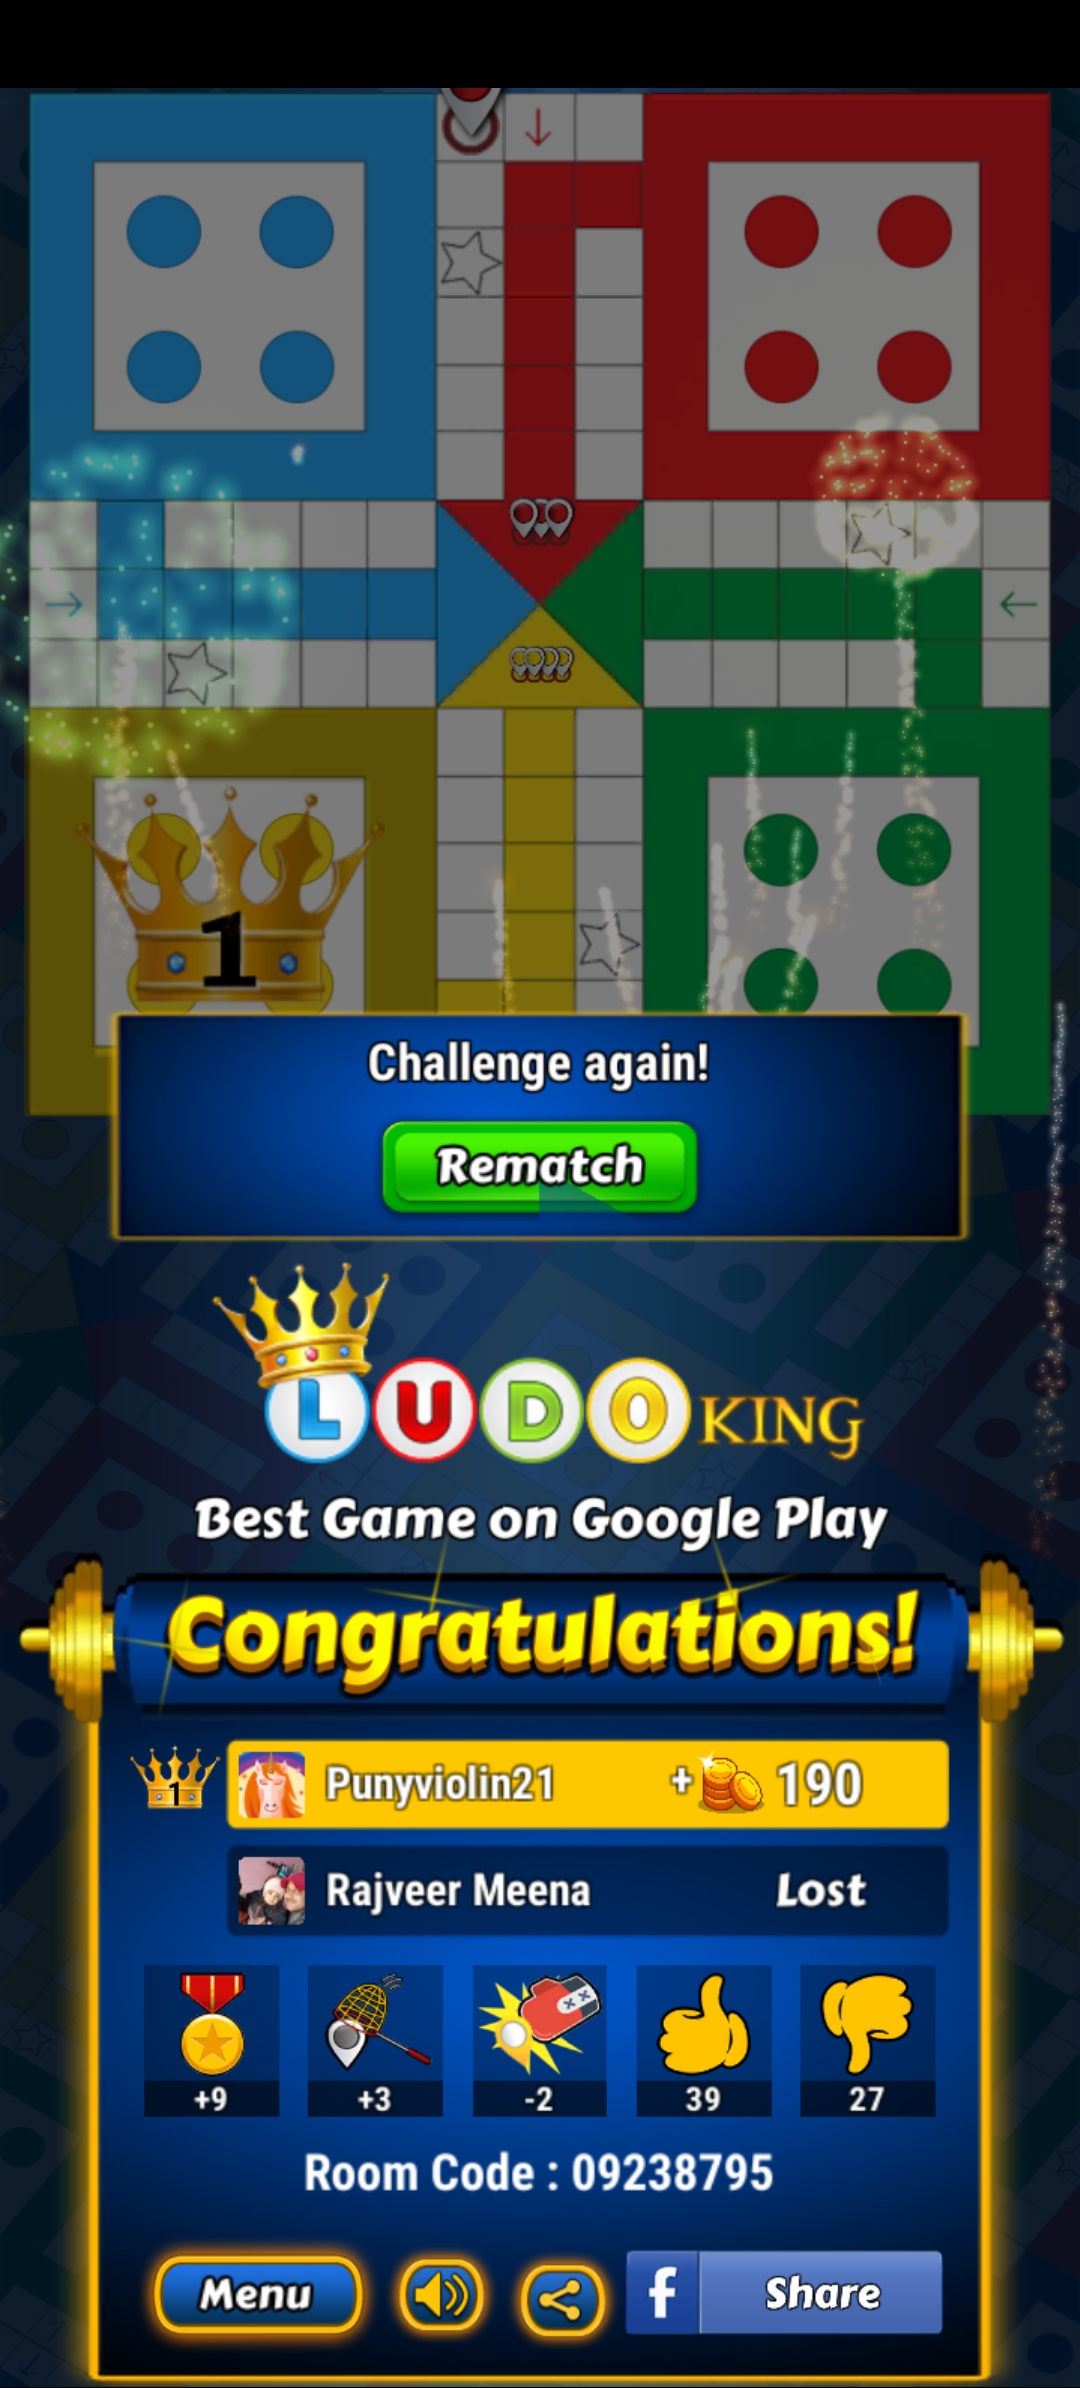 1
Challenge again!
Rematch
LUDO KING
Best Game on Google Play
Congratulations!
1 Punyviolin21 + 190
Rajveer Meena Lost
+9 +3 -2 39 27
Room Code : 09238795
Menu f Share